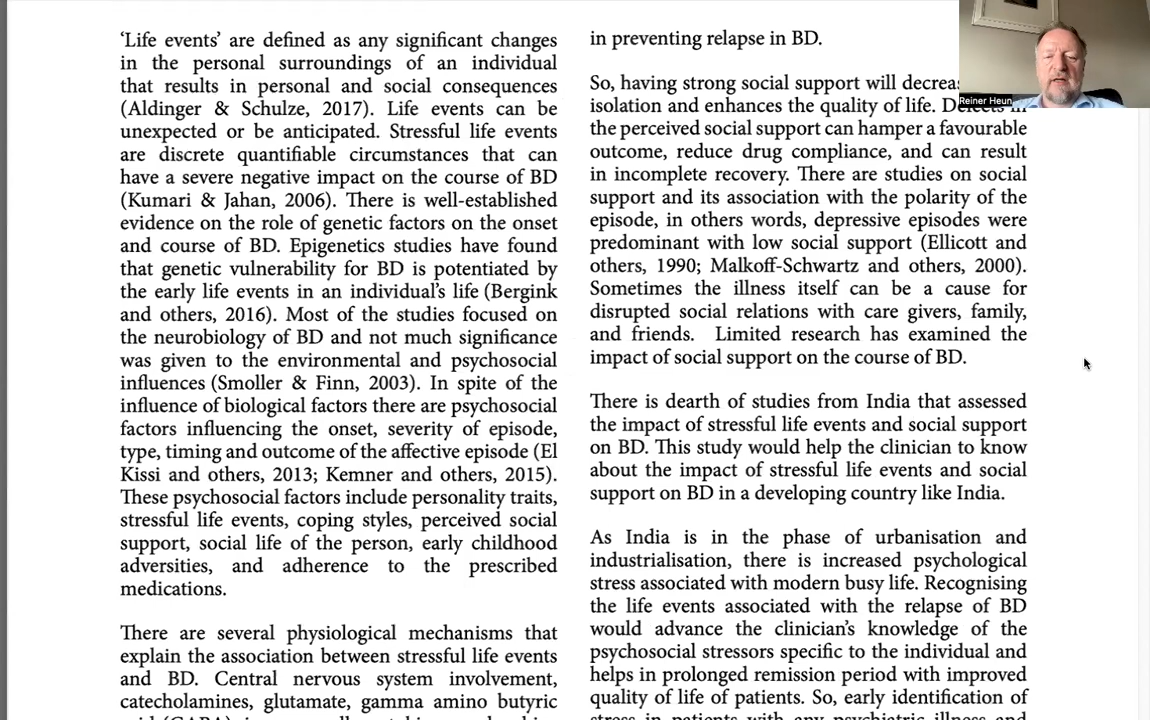 ‘Life events’ are defined as any significant changes
in the personal surroundings of an individual
that results in personal and social consequences
(Aldinger & Schulze, 2017). Life events can be
unexpected or be anticipated. Stressful life events
are discrete quantifiable circumstances that can
have a severe negative impact on the course of BD
(Kumari & Jahan, 2006). There is well-established
evidence on the role of genetic factors on the onset
and course of BD. Epigenetics studies have found
that genetic vulnerability for BD is potentiated by
the early life events in an individual’s life (Bergink
and others, 2016). Most of the studies focused on
the neurobiology of BD and not much significance
was given to the environmental and psychosocial
influences (Smoller & Finn, 2003). In spite of the
influence of biological factors there are psychosocial
factors influencing the onset, severity of episode,
type, timing and outcome of the affective episode (El
Kissi and others, 2013; Kemner and others, 2015).
These psychosocial factors include personality traits,
stressful life events, coping styles, perceived social
support, social life of the person, early childhood
adversities, and adherence to the prescribed
medications.
There are several physiological mechanisms that
explain the association between stressful life events
and BD. Central nervous system involvement,
catecholamines, glutamate, gamma amino butyric
in preventing relapse in BD.
So, having strong social support will
isolation and enhances the quality of life.
the perceived social support can hamper a favourable
outcome, reduce drug compliance, and can result
in incomplete recovery. There are studies on social
support and its association with the polarity of the
episode, in others words, depressive episodes were
predominant with low social support (Ellicott and
others, 1990; Malkoff-Schwartz and others, 2000).
Sometimes the illness itself can be a cause for
disrupted social relations with care givers, family,
and friends. Limited research has examined the
impact of social support on the course of BD.
There is dearth of studies from India that assessed
the impact of stressful life events and social support
on BD. This study would help the clinician to know
about the impact of stressful life events and social
support on BD in a developing country like India.
As India is in the phase of urbanisation and
industrialisation, there is increased psychological
stress associated with modern busy life. Recognising
the life events associated with the relapse of BD
would advance the clinician’s knowledge of the
psychosocial stressors specific to the individual and
helps in prolonged remission period with improved
quality of life of patients. So, early identification of
Reiner Heun